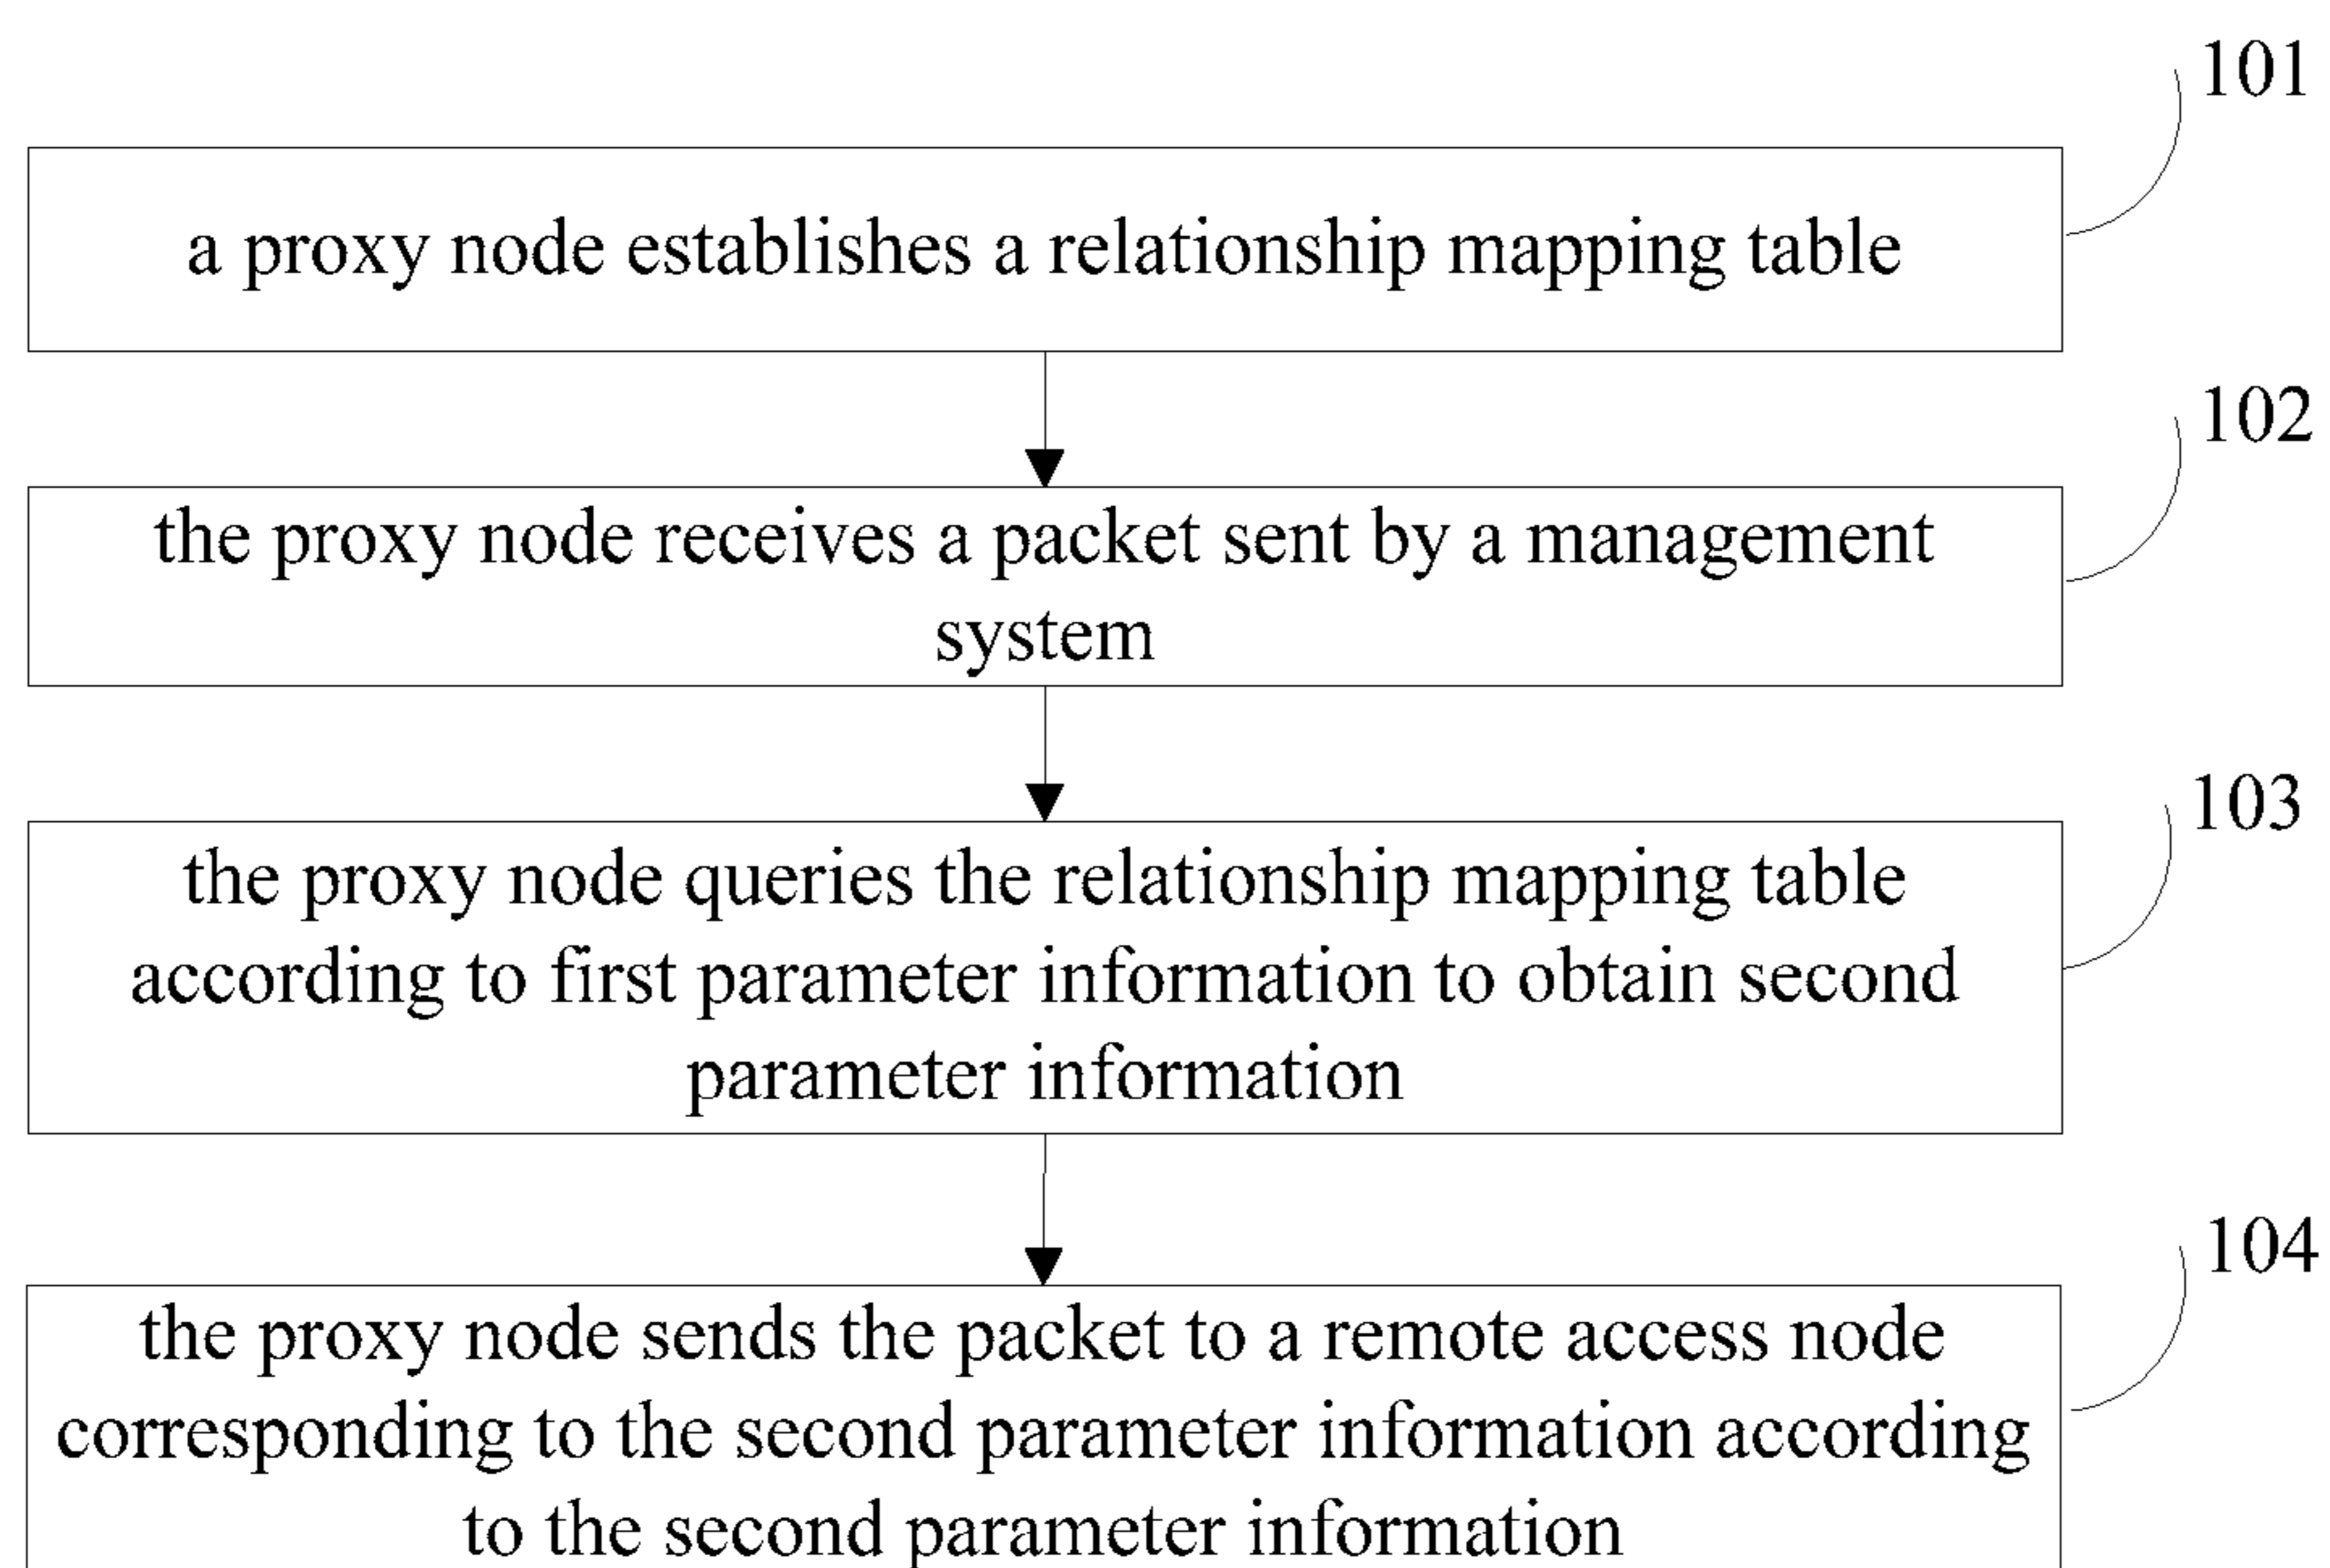 101
a proxy node establishes a relationship mapping table
102
the proxy node receives a packet sent by a management
system
103
the proxy node queries the relationship mapping table
according to first parameter information to obtain second
parameter information
104
the proxy node sends the packet to a remote access node
corresponding to the second parameter information according
to the second parameter information